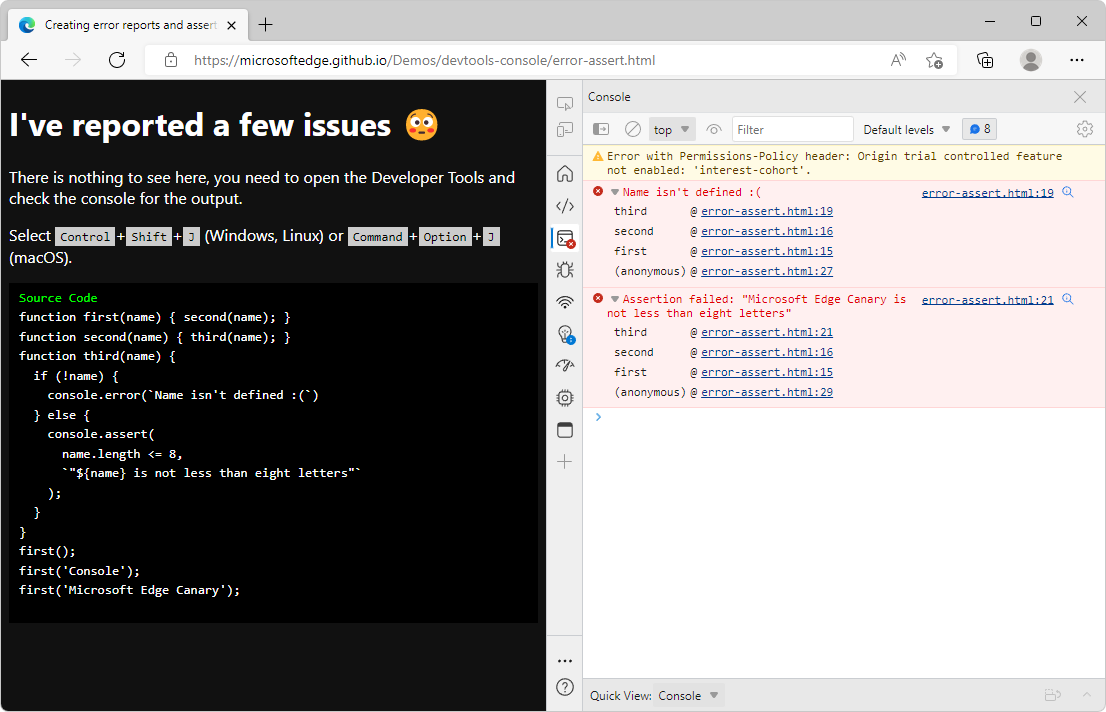 Creating error reports and assert
https://microsoftedge.github.io/Demos/devtools-console/error-assert.html
I've reported a few issues 😳
There is nothing to see here, you need to open the Developer Tools and
check the console for the output.
Select Control + Shift + J (Windows, Linux) or Command + Option + J
(macOS).
Source Code
function first(name) { second(name); }
function second(name) { third(name); }
function third(name) {
  if (!name) {
    console.error(`Name isn't defined :(`)
  } else {
    console.assert(
      name.length <= 8,
      `"${name} is not less than eight letters"`
    );
  }
}
first();
first('Console');
first('Microsoft Edge Canary');
Console
top
Filter
Default levels
8
Error with Permissions-Policy header: Origin trial controlled feature
not enabled: 'interest-cohort'.
Name isn't defined :( error-assert.html:19
third @ error-assert.html:19
second @ error-assert.html:16
first @ error-assert.html:15
(anonymous) @ error-assert.html:27
Assertion failed: "Microsoft Edge Canary is error-assert.html:21
not less than eight letters"
third @ error-assert.html:21
second @ error-assert.html:16
first @ error-assert.html:15
(anonymous) @ error-assert.html:29
Quick View: Console